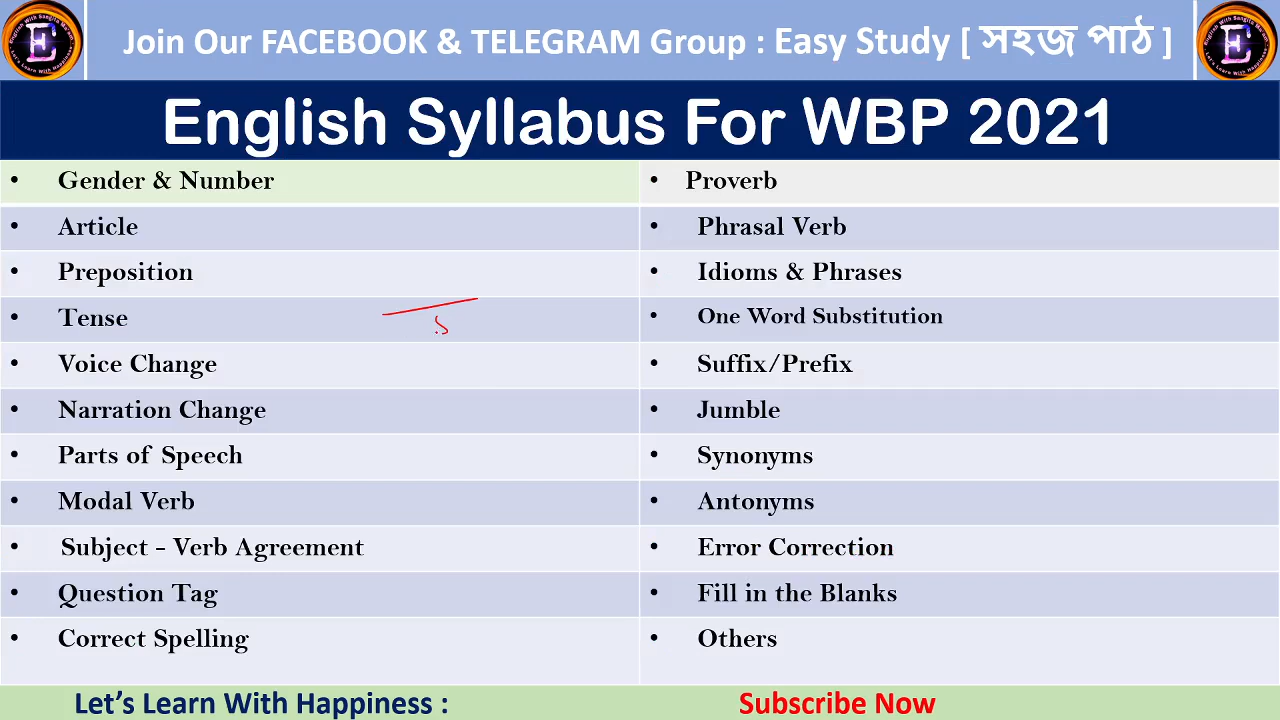 Join Our FACEBOOK & TELEGRAM Group : Easy Study [ সহজ পাঠ ]
English Syllabus For WBP 2021
• Gender & Number
• Article
• Preposition
• Tense
• Voice Change
• Narration Change
• Parts of Speech
• Modal Verb
• Subject - Verb Agreement
• Question Tag
• Correct Spelling
• Proverb
• Phrasal Verb
• Idioms & Phrases
• One Word Substitution
• Suffix/Prefix
• Jumble
• Synonyms
• Antonyms
• Error Correction
• Fill in the Blanks
• Others
Let's Learn With Happiness :
Subscribe Now